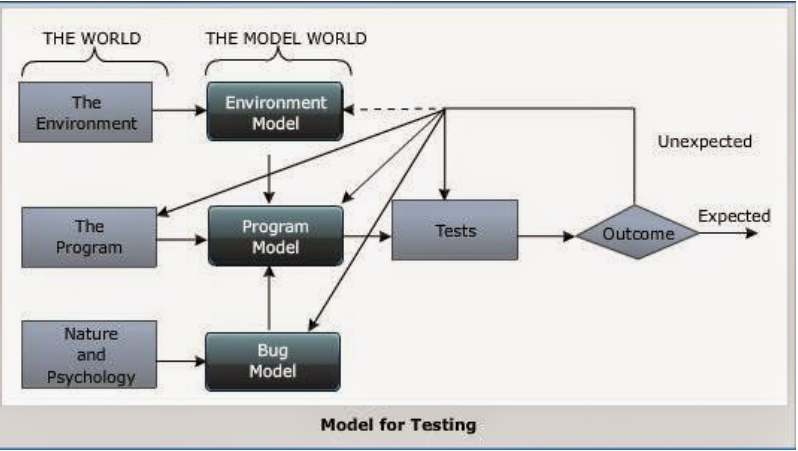 THE WORLD
THE MODEL WORLD
The
Environment
Environment
Model
Unexpected
The
Program
Program
Model
Tests
Outcome
Expected
Nature
and
Psychology
Bug
Model
Model for Testing